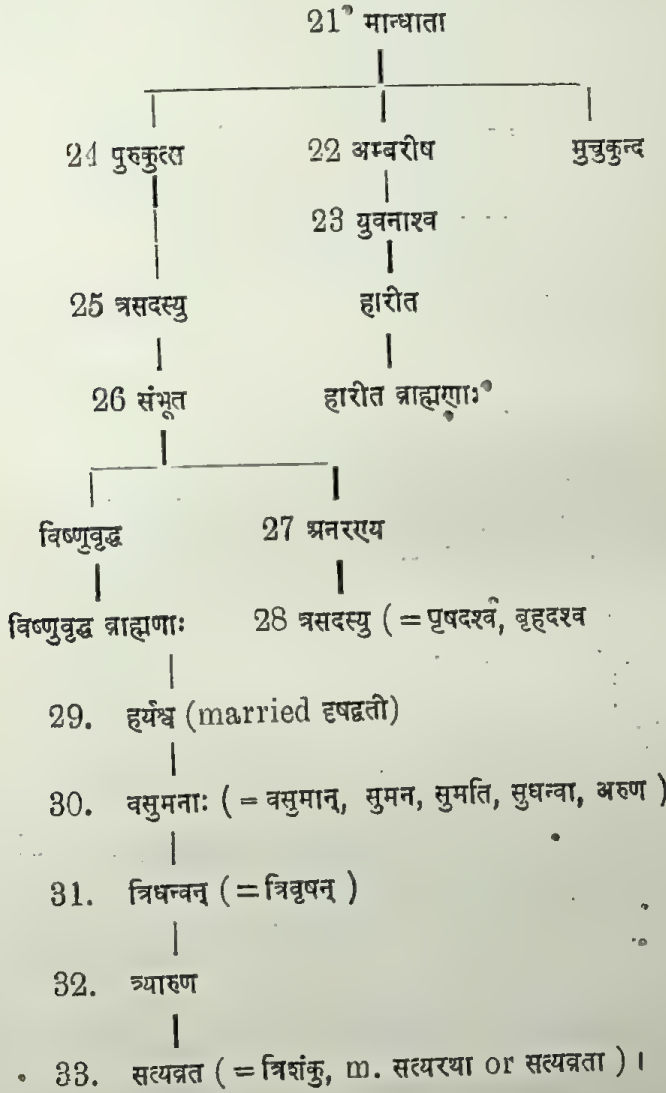 21 मान्धाता
24 पुरुकुत्स 22 अम्बरीष मुचुकुन्द
23 युवनाश्व
25 त्रसदस्यु हारीत
26 संभूत हारीत ब्राह्मणाः
विष्णुवृद्ध 27 अनरण्य
विष्णुवृद्ध ब्राह्मणाः 28 त्रसदस्यु (=पृषदश्व, बृहदश्व
29. हर्यश्व (married दृषद्वती)
30. वसुमनाः (= वसुमान्, सुमन, सुमति, सुधन्वा, अरुण )
31. त्रिधन्वन् (=त्रिवृषन् )
32. त्र्यारुण
33. सत्यव्रत (=त्रिशंकु, m. सत्यरथा or सत्यव्रता ) ।